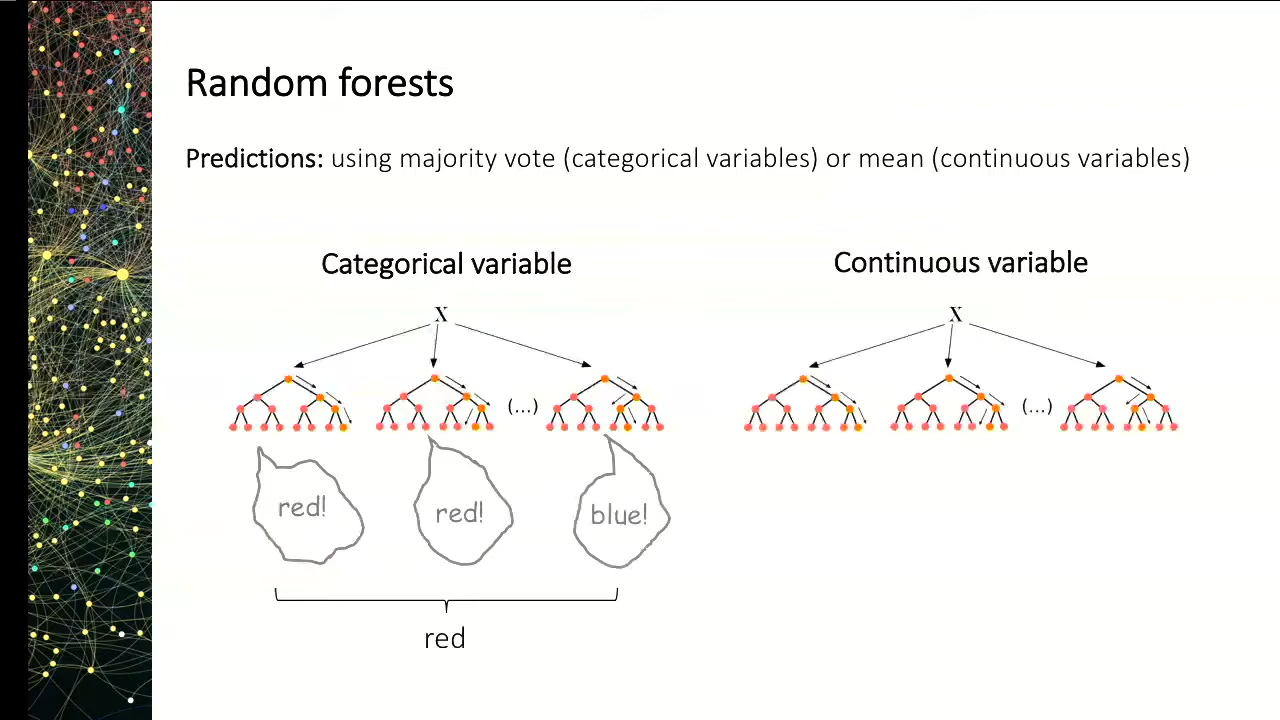 Random forests
Predictions: using majority vote (categorical variables) or mean (continuous variables)
Categorical variable
X
(...)
red!
red!
blue!
red
Continuous variable
X
(...)